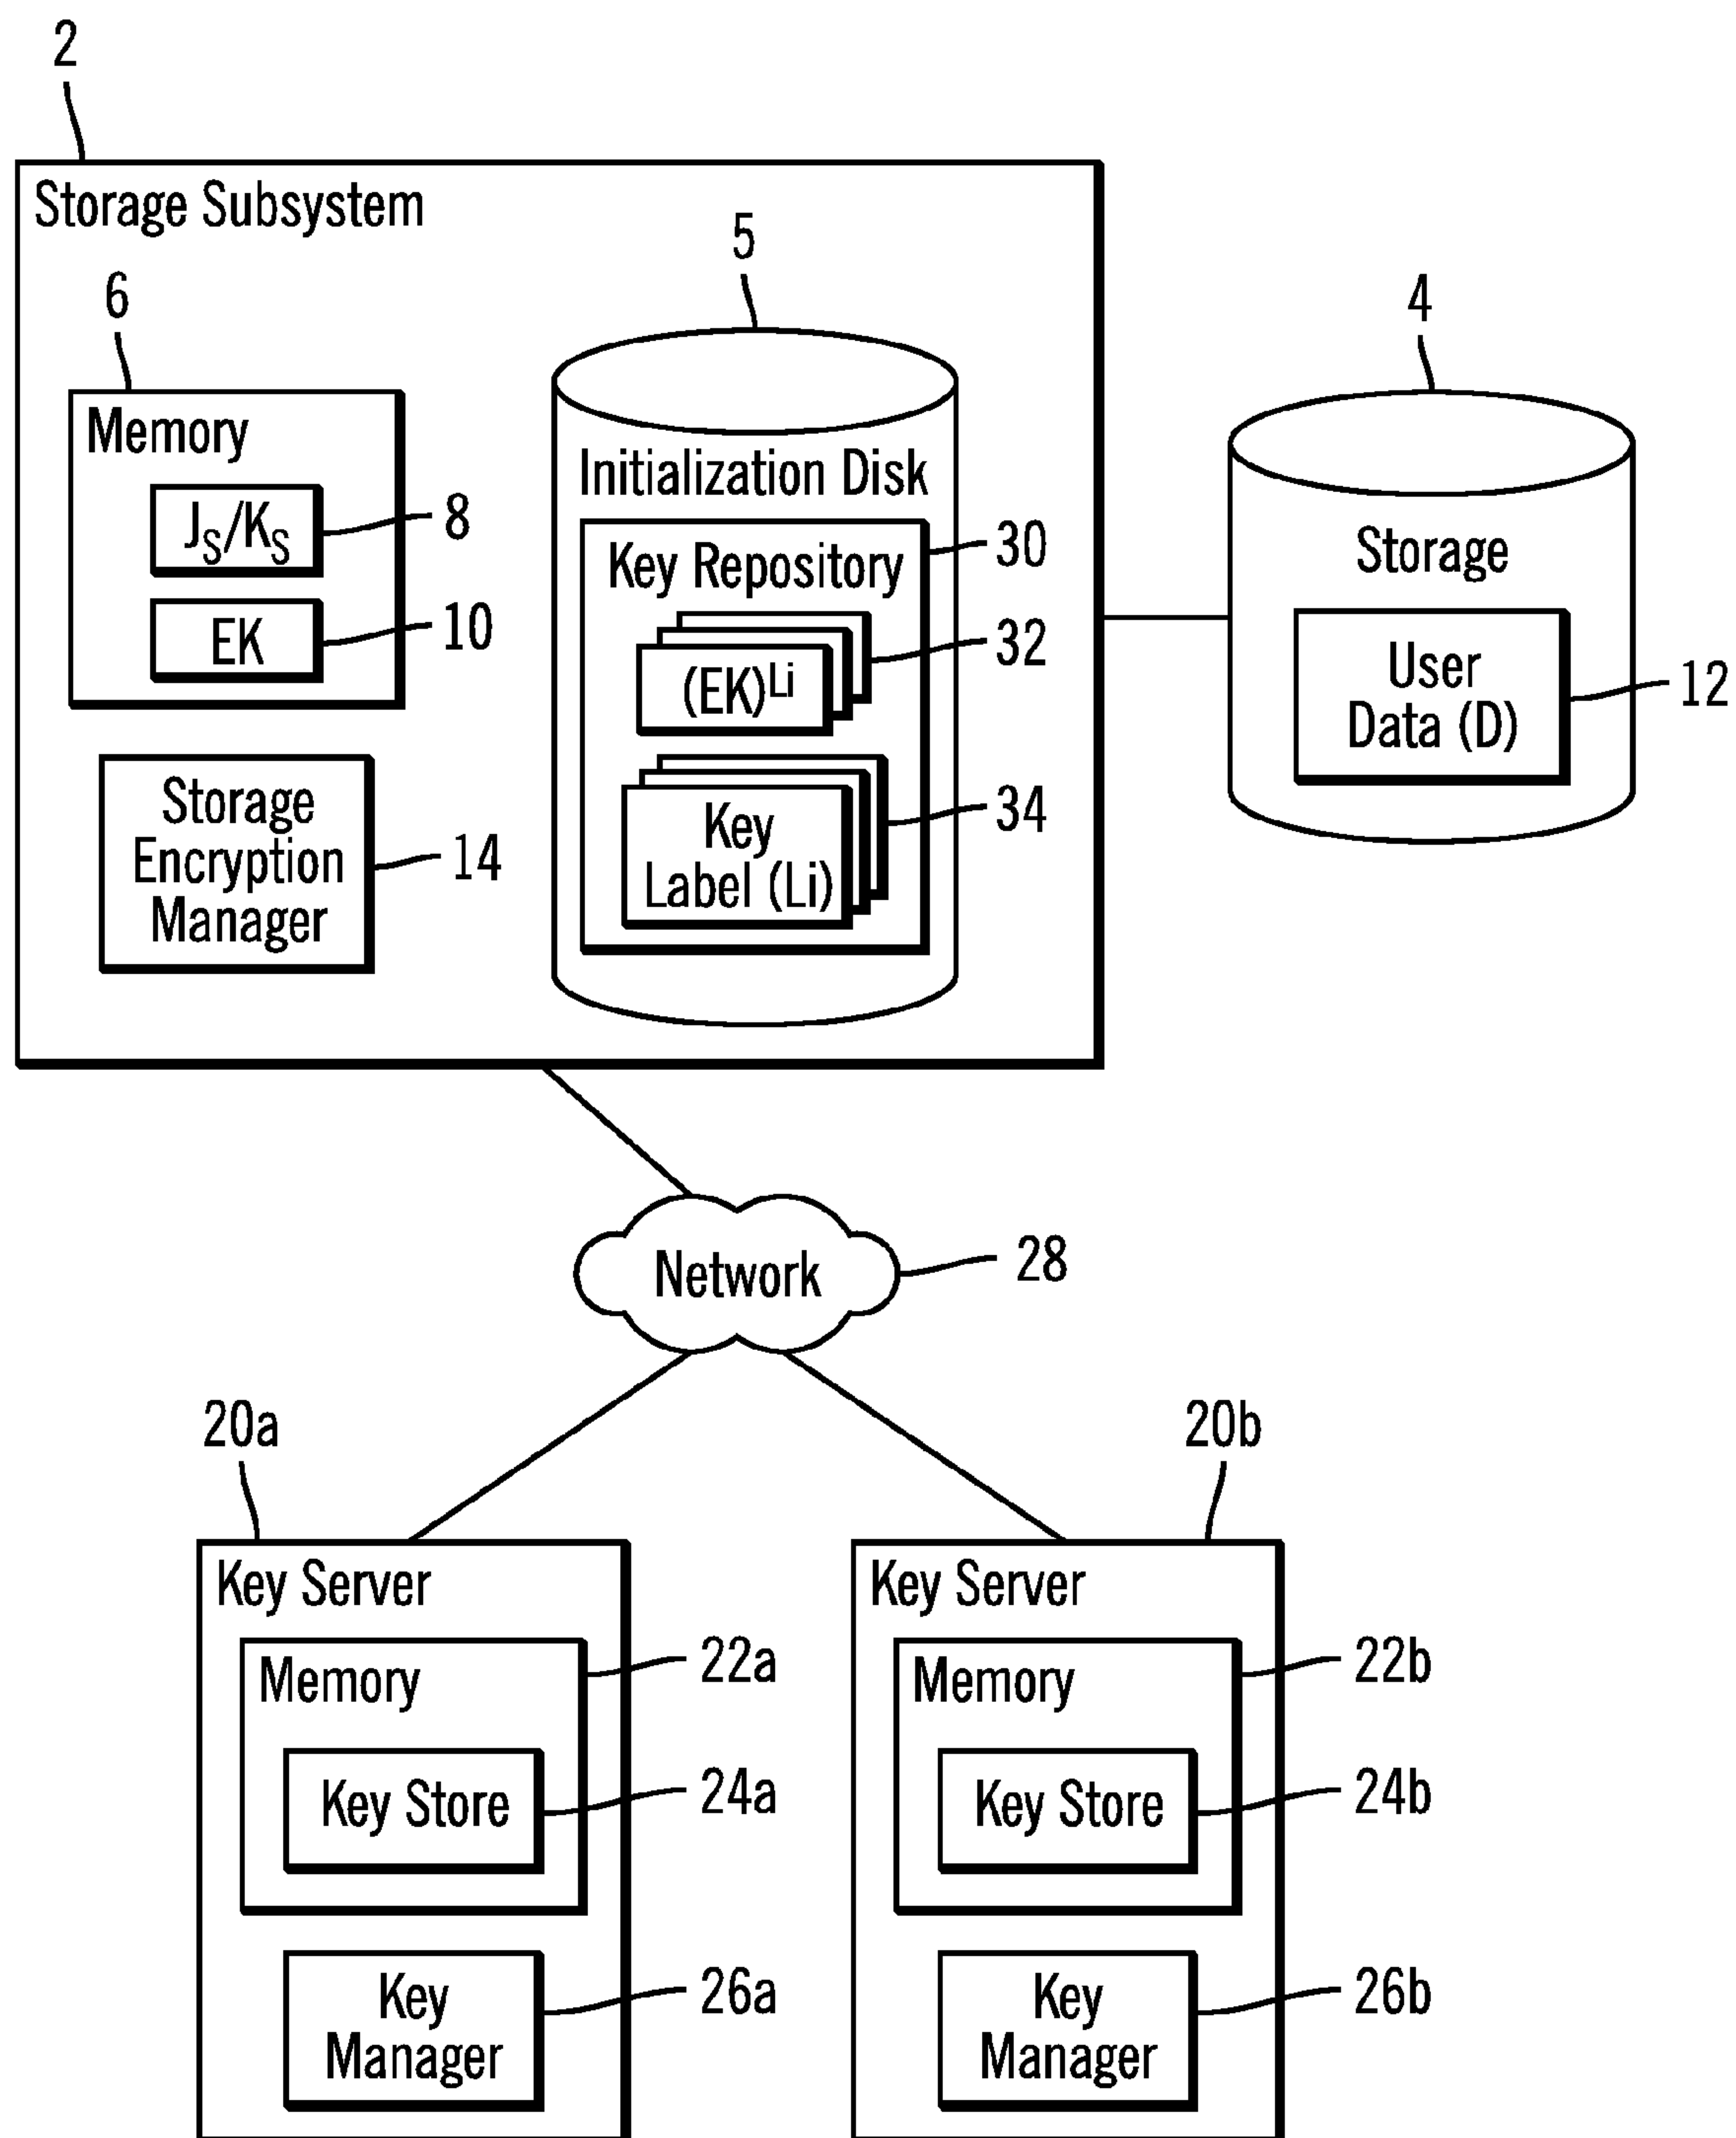 2
Storage Subsystem
5
6
4
Memory
Initialization Disk
J_S/K_S
8
Key Repository
30
Storage
EK
10
32
(EK)^Li
User
Data (D)
12
Storage
Encryption
Manager
14
Key
Label (Li)
34
Network
28
20a
20b
Key Server
Key Server
Memory
22a
Memory
22b
Key Store
24a
Key Store
24b
Key
Manager
26a
Key
Manager
26b